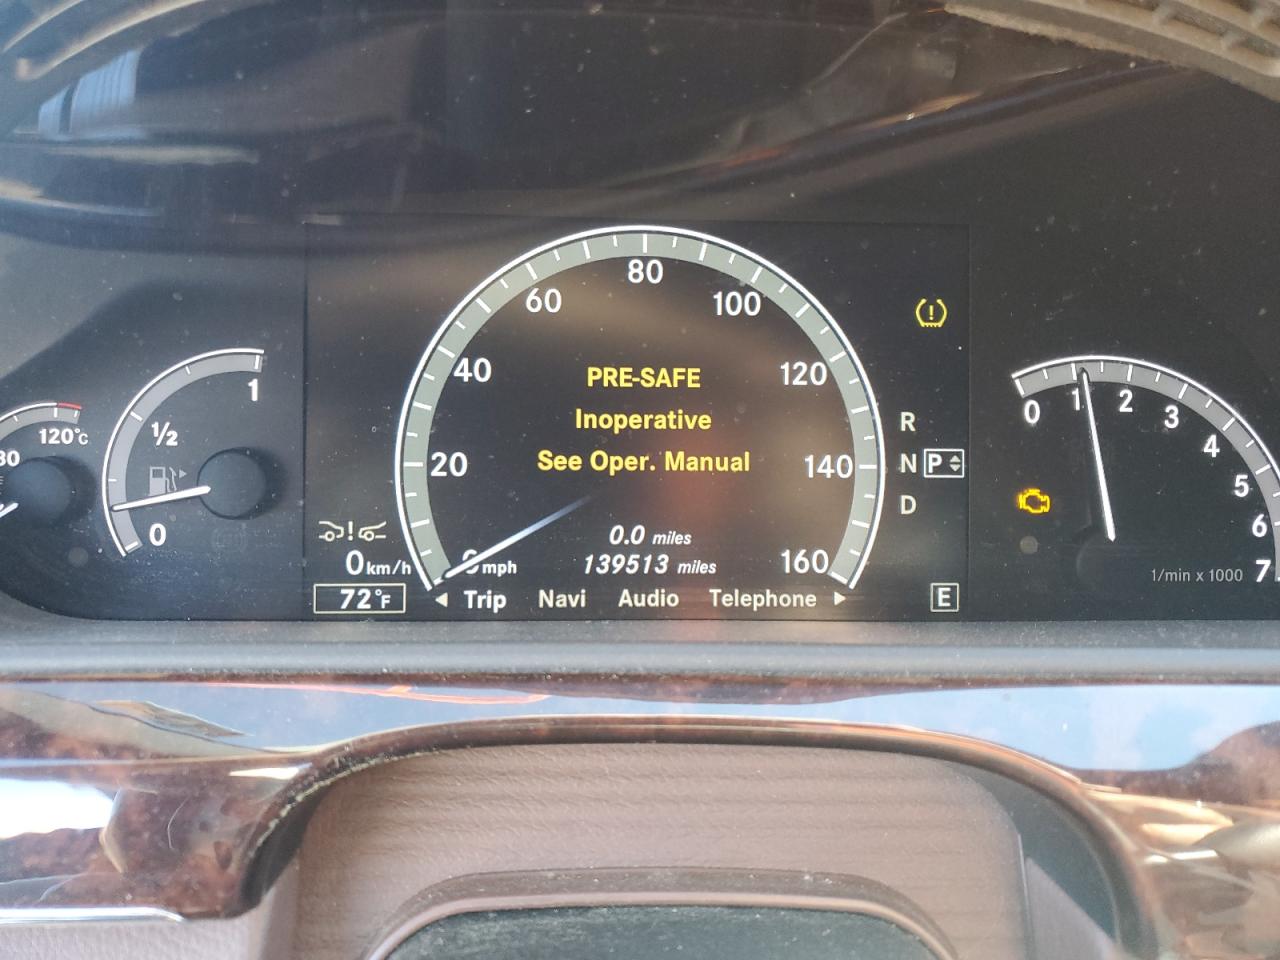 80
60
100
40
120
1
PRE-SAFE
0
1
2
3
½
Inoperative
R
4
120°C
20
See Oper. Manual
140
N
P
5
0
D
6
0.0 miles
0 km/h
mph
139513 miles
160
1/min x 1000
7
72°F
Trip
Navi
Audio
Telephone
E